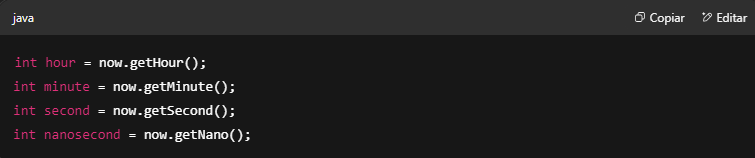 java Copiar Editar
int hour = now.getHour();
int minute = now.getMinute();
int second = now.getSecond();
int nanosecond = now.getNano();